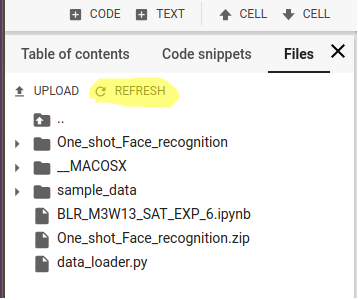 CODE TEXT CELL CELL
Table of contents Code snippets Files
UPLOAD REFRESH
..
One_shot_Face_recognition
__MACOSX
sample_data
BLR_M3W13_SAT_EXP_6.ipynb
One_shot_Face_recognition.zip
data_loader.py